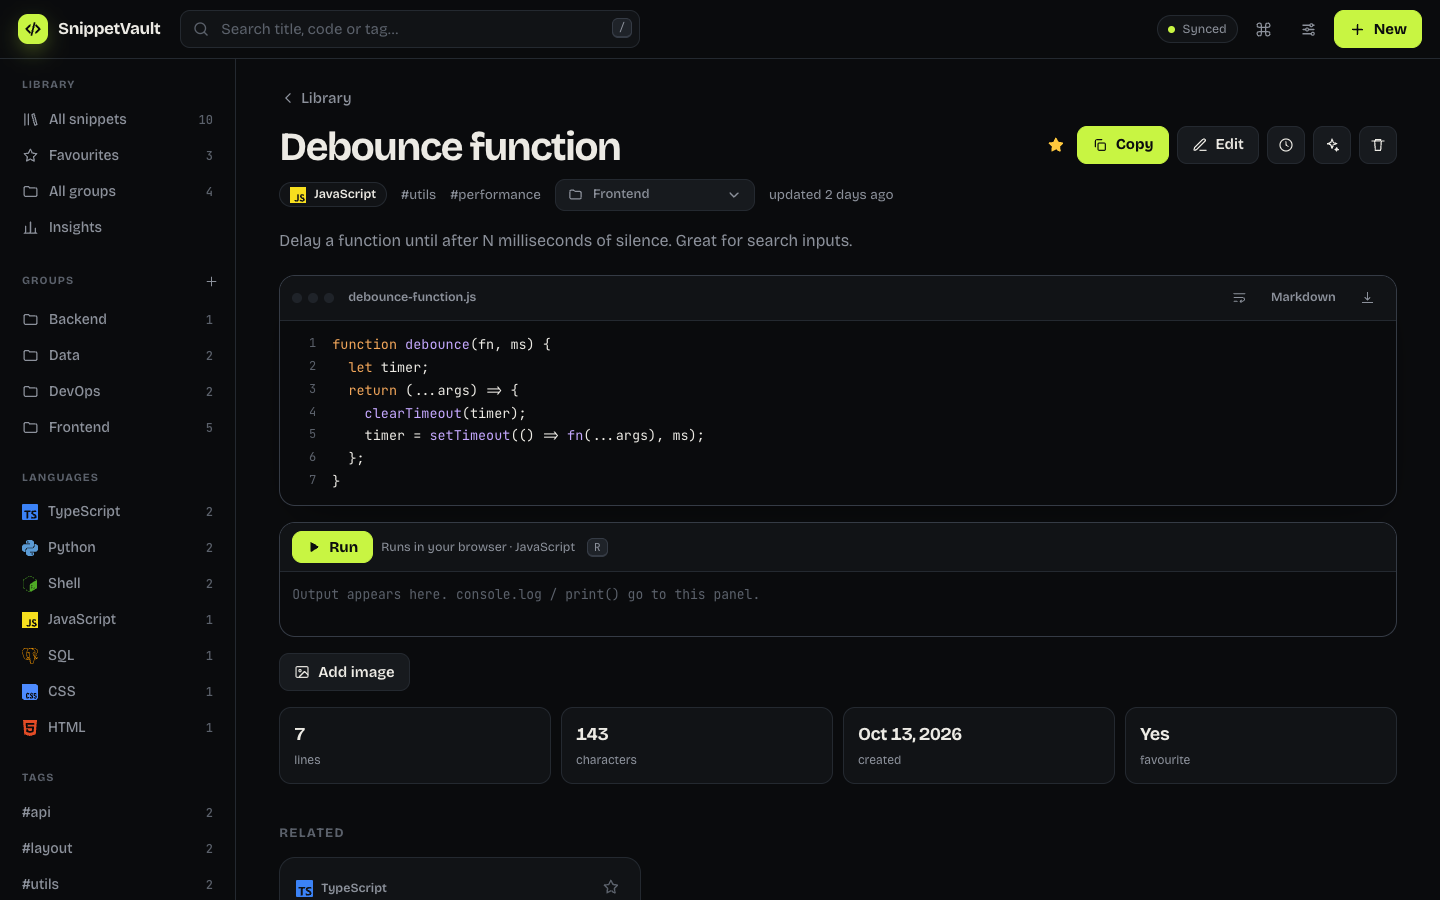 SnippetVault
Search title, code or tag...
/
Synced
New
LIBRARY
All snippets 10
Favourites 3
All groups 4
Insights
GROUPS
Backend 1
Data 2
DevOps 2
Frontend 5
LANGUAGES
TypeScript 2
Python 2
Shell 2
JavaScript 1
SQL 1
CSS 1
HTML 1
TAGS
#api 2
#layout 2
#utils 2
Library
Debounce function
Copy
Edit
JS JavaScript #utils #performance Frontend updated 2 days ago
Delay a function until after N milliseconds of silence. Great for search inputs.
debounce-function.js
Markdown
1 function debounce(fn, ms) {
2   let timer;
3   return (...args) => {
4     clearTimeout(timer);
5     timer = setTimeout(() => fn(...args), ms);
6   };
7 }
Run
Runs in your browser · JavaScript R
Output appears here. console.log / print() go to this panel.
Add image
7
lines
143
characters
Oct 13, 2026
created
Yes
favourite
RELATED
TS TypeScript